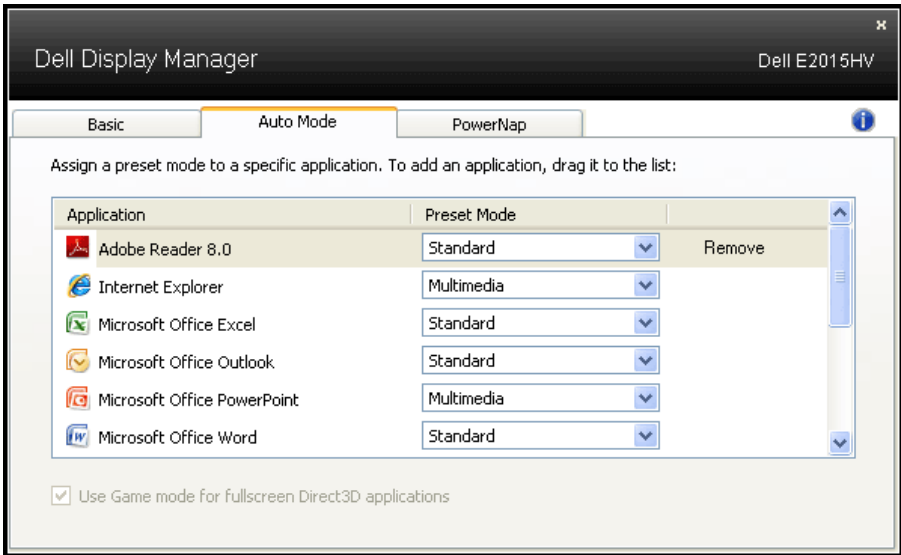 x
Dell Display Manager
Dell E2015HV
Basic Auto Mode PowerNap
Assign a preset mode to a specific application. To add an application, drag it to the list:
Application Preset Mode
Adobe Reader 8.0 Standard Remove
Internet Explorer Multimedia
Microsoft Office Excel Standard
Microsoft Office Outlook Standard
Microsoft Office PowerPoint Multimedia
Microsoft Office Word Standard
Use Game mode for fullscreen Direct3D applications